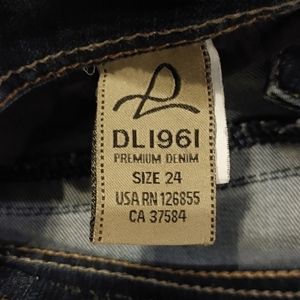 DL1961
PREMIUM DENIM
SIZE 24
USA RN 126855
CA 37584